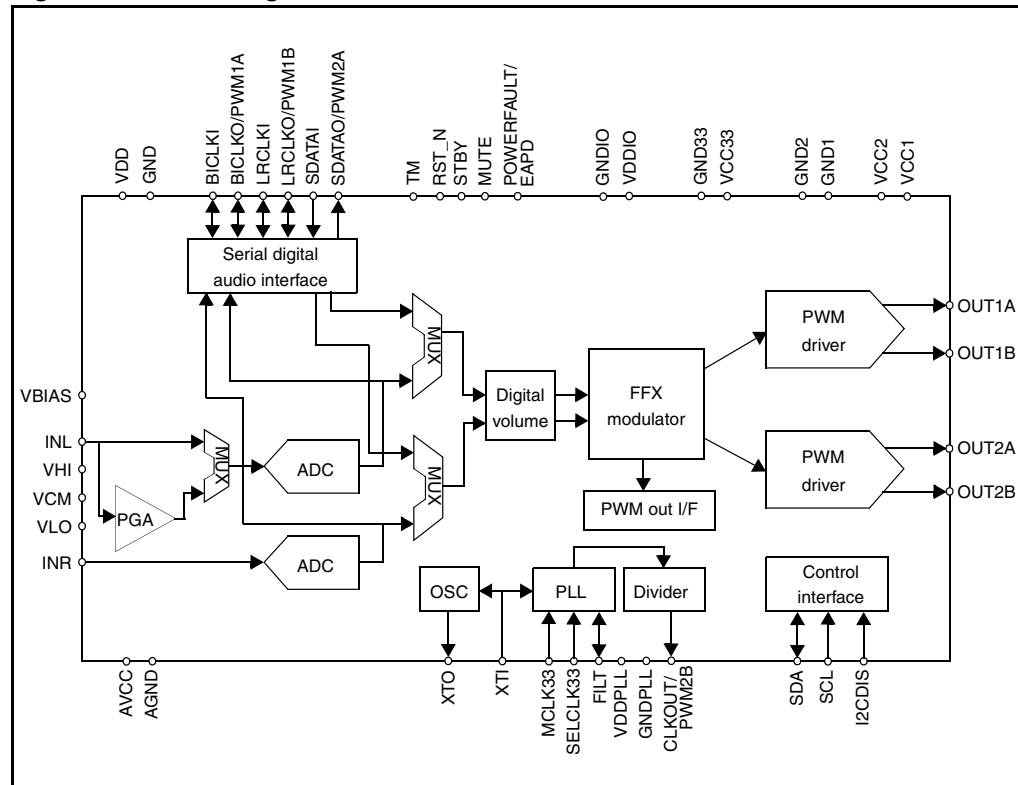 BICLKI
BICLKO/PWM1A
LRCLKI
LRCLKO/PWM1B
SDATAI
SDATAO/PWM2A
VDD
GND
TM
RST_N
STBY
MUTE
POWERFAULT/
EAPD
GNDIO
VDDIO
GND33
VCC33
GND2
GND1
VCC2
VCC1
Serial digital
audio interface
MUX
PWM
driver
OUT1A
OUT1B
VBIAS
Digital
volume
FFX
modulator
INL
VHI
VCM
VLO
INR
MUX
PGA
ADC
ADC
MUX
PWM
driver
OUT2A
OUT2B
PWM out I/F
OSC
PLL
Divider
Control
interface
AVCC
AGND
XTO
XTI
MCLK33
SELCLK33
FILT
VDDPLL
GNDPLL
CLKOUT/
PWM2B
SDA
SCL
I2CDIS